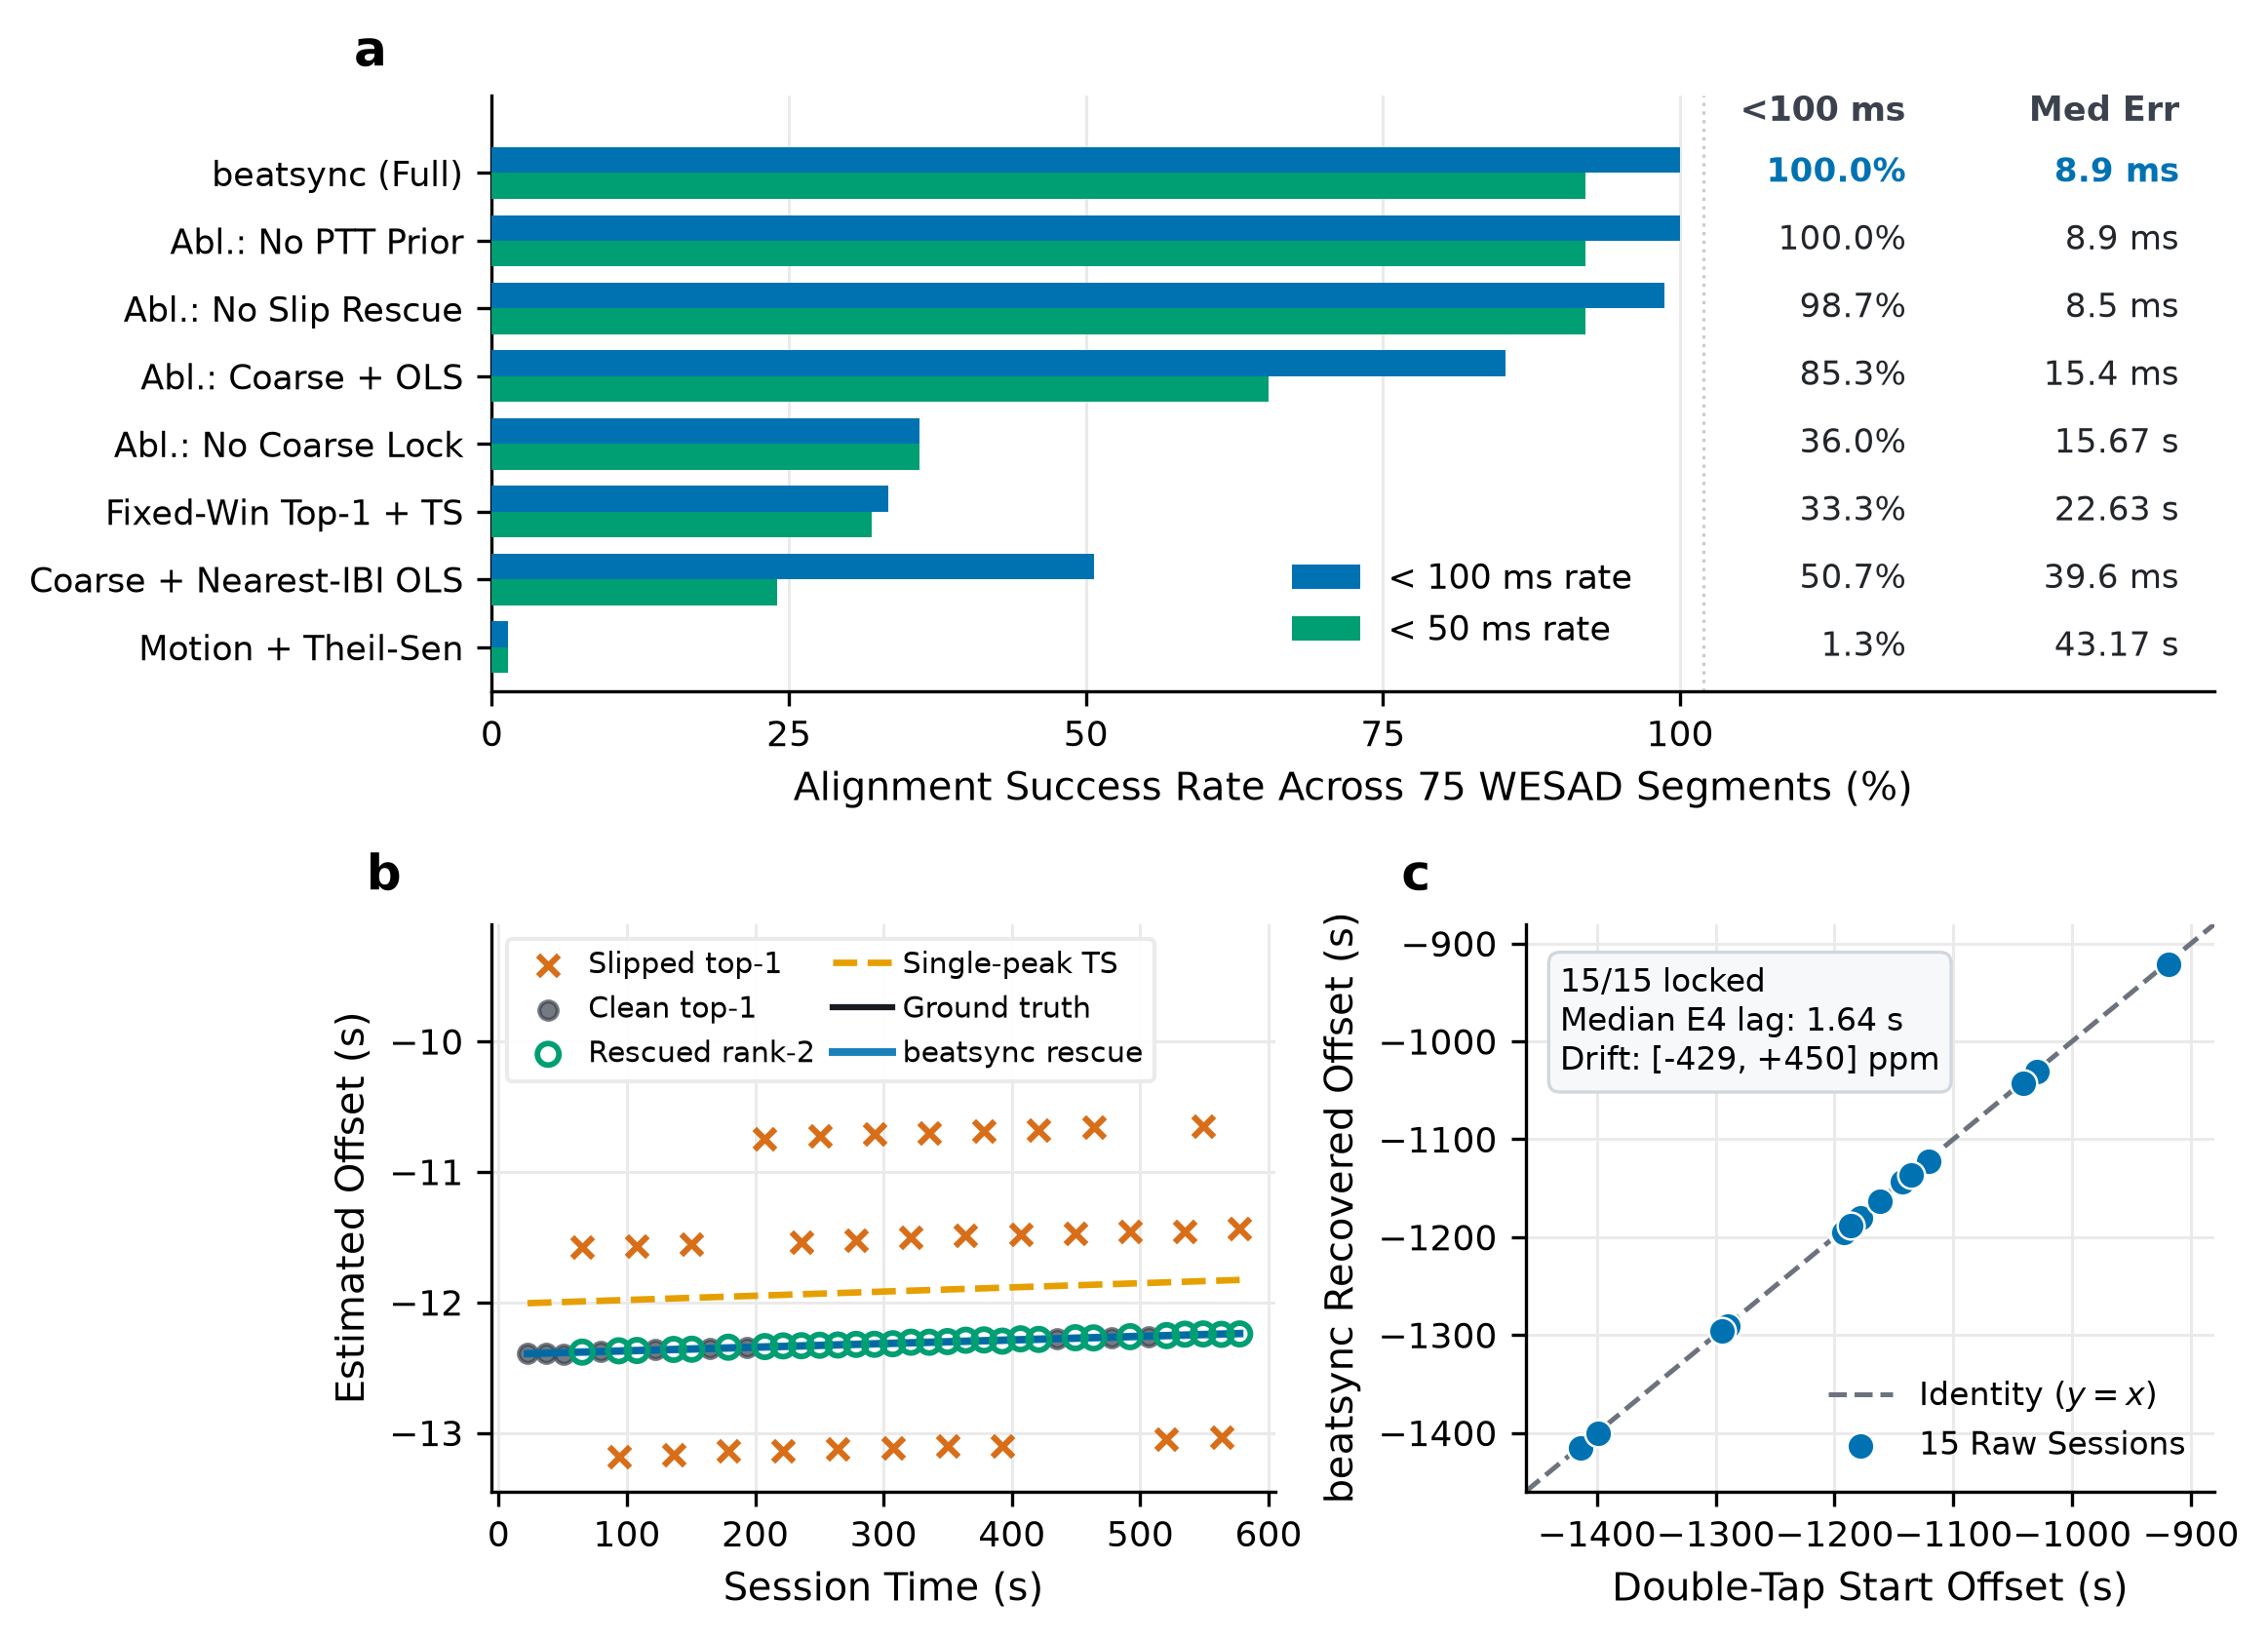 a
<100 ms Med Err
beatsync (Full) 100.0% 8.9 ms
Abl.: No PTT Prior 100.0% 8.9 ms
Abl.: No Slip Rescue 98.7% 8.5 ms
Abl.: Coarse + OLS 85.3% 15.4 ms
Abl.: No Coarse Lock 36.0% 15.67 s
Fixed-Win Top-1 + TS 33.3% 22.63 s
Coarse + Nearest-IBI OLS 50.7% 39.6 ms
Motion + Theil-Sen 1.3% 43.17 s
< 100 ms rate
< 50 ms rate
0 25 50 75 100
Alignment Success Rate Across 75 WESAD Segments (%)
b
Estimated Offset (s)
−10
−11
−12
−13
Slipped top-1
Clean top-1
Rescued rank-2
Single-peak TS
Ground truth
beatsync rescue
0 100 200 300 400 500 600
Session Time (s)
c
beatsync Recovered Offset (s)
−900
−1000
−1100
−1200
−1300
−1400
15/15 locked
Median E4 lag: 1.64 s
Drift: [-429, +450] ppm
Identity (y = x)
15 Raw Sessions
−1400 −1300 −1200 −1100 −1000 −900
Double-Tap Start Offset (s)